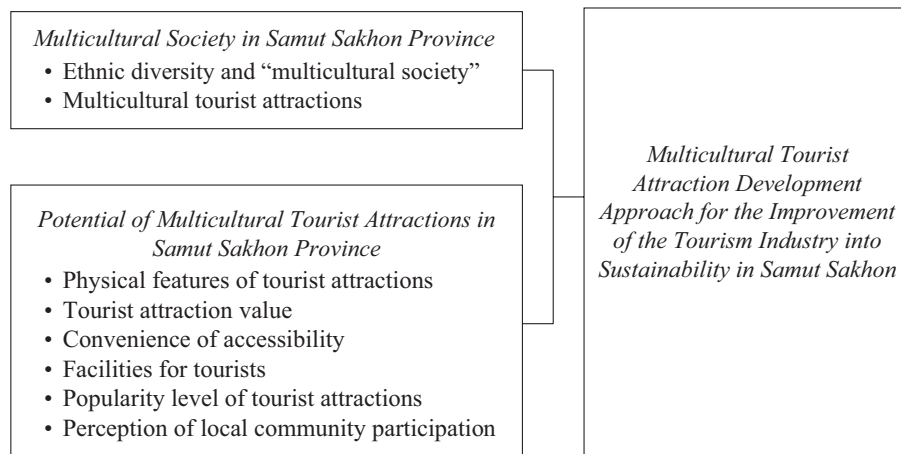 Multicultural Society in Samut Sakhon Province
• Ethnic diversity and “multicultural society”
• Multicultural tourist attractions
Potential of Multicultural Tourist Attractions in
Samut Sakhon Province
• Physical features of tourist attractions
• Tourist attraction value
• Convenience of accessibility
• Facilities for tourists
• Popularity level of tourist attractions
• Perception of local community participation
Multicultural Tourist
Attraction Development
Approach for the Improvement
of the Tourism Industry into
Sustainability in Samut Sakhon